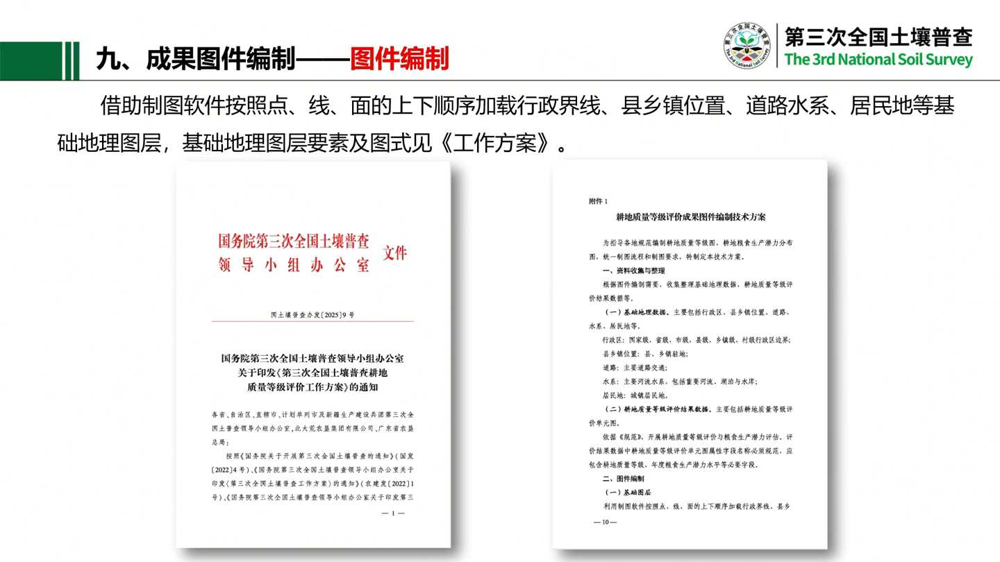 九、成果图件编制——图件编制
第三次全国土壤普查
The 3rd National Soil Survey
借助制图软件按照点、线、面的上下顺序加载行政界线、县乡镇位置、道路水系、居民地等基
础地理图层，基础地理图层要素及图式见《工作方案》。
国务院第三次全国土壤普查
领导小组办公室
文件
国土壤普查办发〔2025〕9 号
国务院第三次全国土壤普查领导小组办公室
关于印发《第三次全国土壤普查耕地
质量等级评价工作方案》的通知
各省、自治区、直辖市、计划单列市及新疆生产建设兵团第三次全
国土壤普查领导小组办公室,北大荒农垦集团有限公司、广东省农垦
总局:
按照《国务院关于开展第三次全国土壤普查的通知》(国发
〔2022〕4 号)、《国务院第三次全国土壤普查领导小组办公室关于
印发〈第三次全国土壤普查工作方案〉的通知》(农建发〔2022〕1
号)、《国务院第三次全国土壤普查领导小组办公室关于印发第三
— 1 —
附件 1
耕地质量等级评价成果图件编制技术方案
为指导各地规范编制耕地质量等级图、耕地粮食生产潜力分布
图，统一制图流程和制图要求，特制定本技术方案。
一、资料收集与整理
根据图件编制需要，收集整理基础地理数据、耕地质量等级评
价结果数据等。
（一）基础地理数据。主要包括行政区、县乡镇位置、道路、
水系、居民地等。
行政区：国家级、省级、市级、县级、乡镇级、村级行政区边界;
县乡镇位置：县、乡镇驻地;
道路：主要道路交通;
水系：主要河流水系，包括重要河流、湖泊与水库;
居民地：城镇居民地。
（二）耕地质量等级评价结果数据。主要包括耕地质量等级评
价单元图。
依据《规范》，开展耕地质量等级评价与粮食生产潜力评估。评
价结果数据中耕地质量等级评价单元图属性字段名称必须规范，应
包含耕地质量等级、年度粮食生产潜力水平等必要字段。
二、图件编制
（一）基础图层
利用制图软件按照点、线、面的上下顺序加载行政界线、县乡
— 10 —